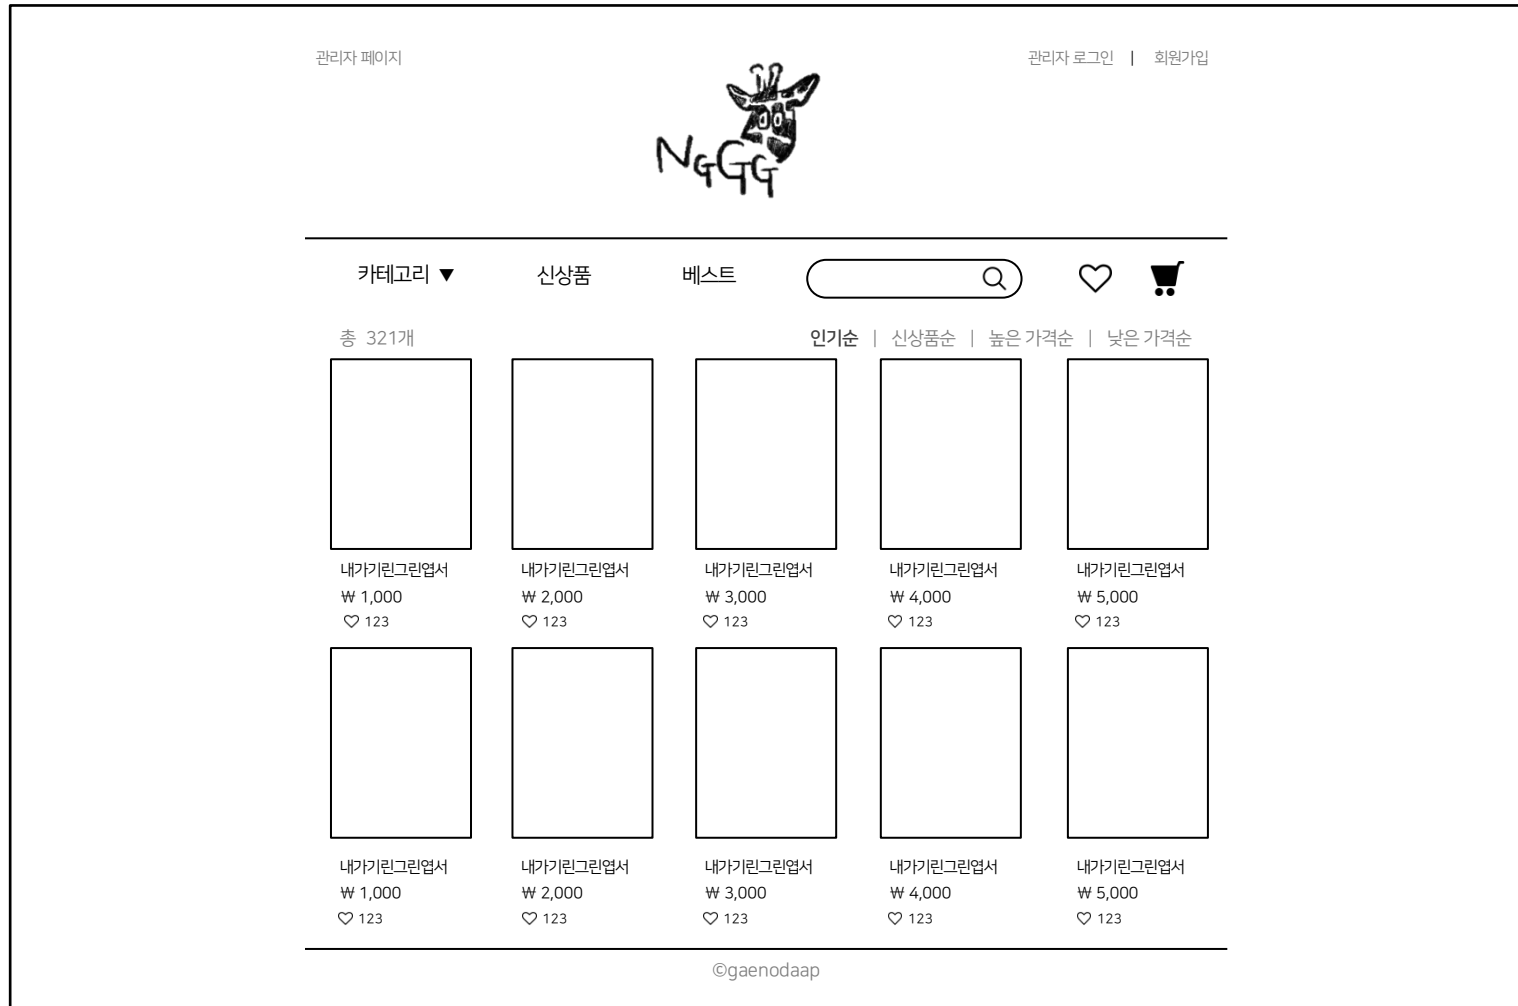 관리자 페이지
관리자 로그인 | 회원가입
NGGG
카테고리 ▼ 신상품 베스트
총 321개
인기순 | 신상품순 | 높은 가격순 | 낮은 가격순
내가기린그린엽서 내가기린그린엽서 내가기린그린엽서 내가기린그린엽서 내가기린그린엽서
₩ 1,000 ₩ 2,000 ₩ 3,000 ₩ 4,000 ₩ 5,000
123 123 123 123 123
내가기린그린엽서 내가기린그린엽서 내가기린그린엽서 내가기린그린엽서 내가기린그린엽서
₩ 1,000 ₩ 2,000 ₩ 3,000 ₩ 4,000 ₩ 5,000
123 123 123 123 123
©gaenodaap